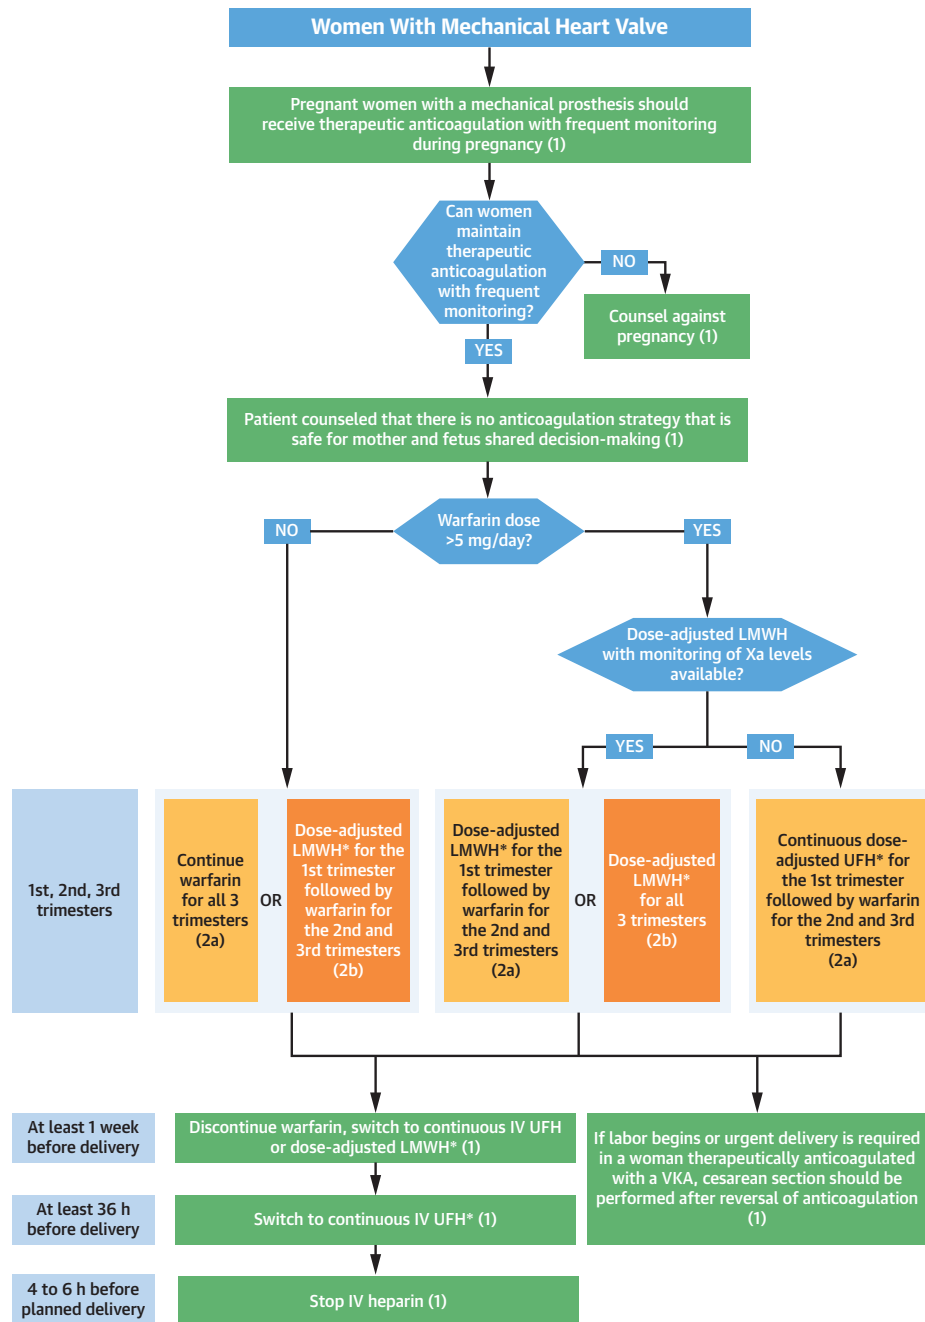 Women With Mechanical Heart Valve
Pregnant women with a mechanical prosthesis should
receive therapeutic anticoagulation with frequent monitoring
during pregnancy (1)
Can women
maintain
therapeutic
anticoagulation
with frequent
monitoring?
NO
Counsel against
pregnancy (1)
YES
Patient counseled that there is no anticoagulation strategy that is
safe for mother and fetus shared decision-making (1)
Warfarin dose
>5 mg/day?
NO
YES
Dose-adjusted LMWH
with monitoring of Xa levels
available?
YES
NO
1st, 2nd, 3rd
trimesters
Continue
warfarin
for all 3
trimesters
(2a)
OR
Dose-adjusted
LMWH* for the
1st trimester
followed by
warfarin for
the 2nd and
3rd trimesters
(2b)
Dose-adjusted
LMWH* for the
1st trimester
followed by
warfarin for
the 2nd and
3rd trimesters
(2a)
OR
Dose-adjusted
LMWH*
for all
3 trimesters
(2b)
Continuous dose-
adjusted UFH* for
the 1st trimester
followed by warfarin
for the 2nd and 3rd
trimesters
(2a)
At least 1 week
before delivery
Discontinue warfarin, switch to continuous IV UFH
or dose-adjusted LMWH* (1)
If labor begins or urgent delivery is required
in a woman therapeutically anticoagulated
with a VKA, cesarean section should be
performed after reversal of anticoagulation
(1)
At least 36 h
before delivery
Switch to continuous IV UFH* (1)
4 to 6 h before
planned delivery
Stop IV heparin (1)